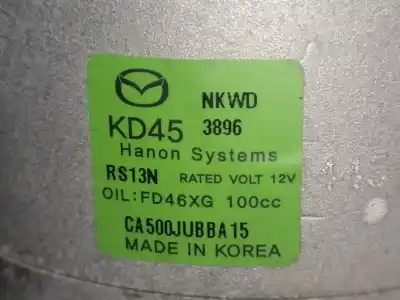 NKWD
KD45 3896
Hanon Systems
RS13N RATED VOLT 12V
OIL:FD46XG 100cc
CA500JUBBA15
MADE IN KOREA